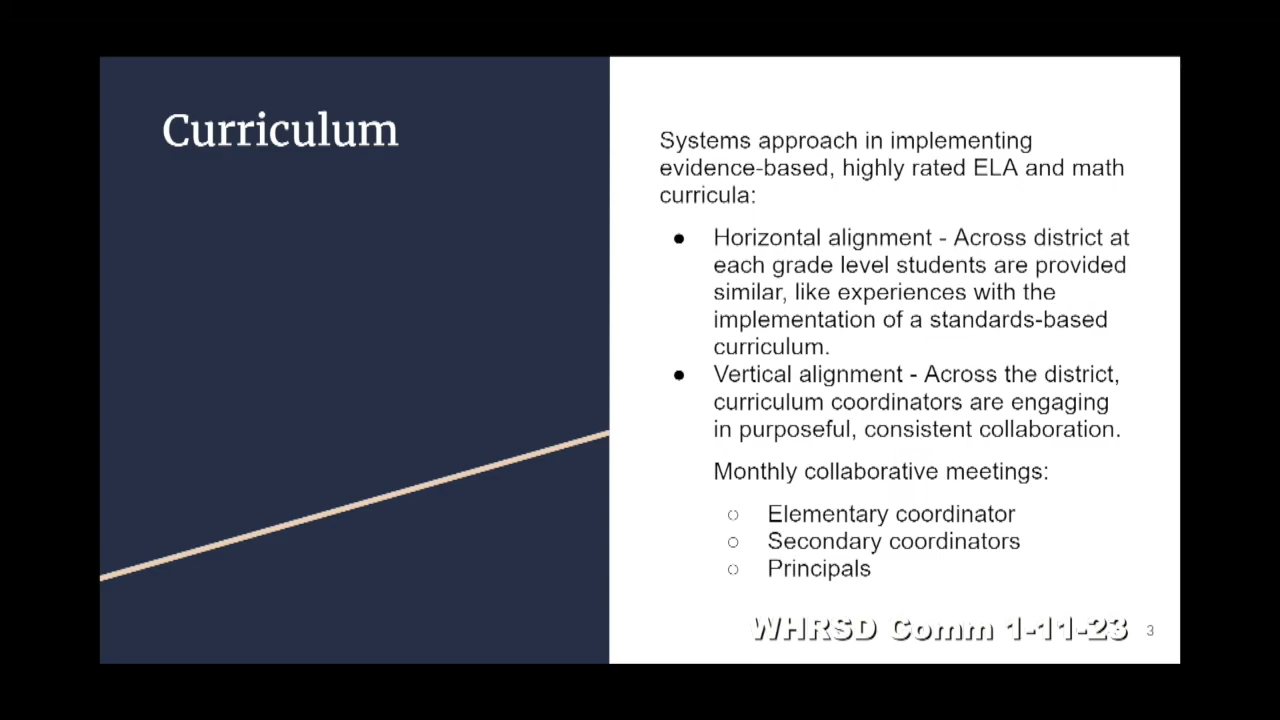 Curriculum
Systems approach in implementing
evidence-based, highly rated ELA and math
curricula:
● Horizontal alignment - Across district at
each grade level students are provided
similar, like experiences with the
implementation of a standards-based
curriculum.
● Vertical alignment - Across the district,
curriculum coordinators are engaging
in purposeful, consistent collaboration.
Monthly collaborative meetings:
○ Elementary coordinator
○ Secondary coordinators
○ Principals
WHRSD Comm 1-11-23
3